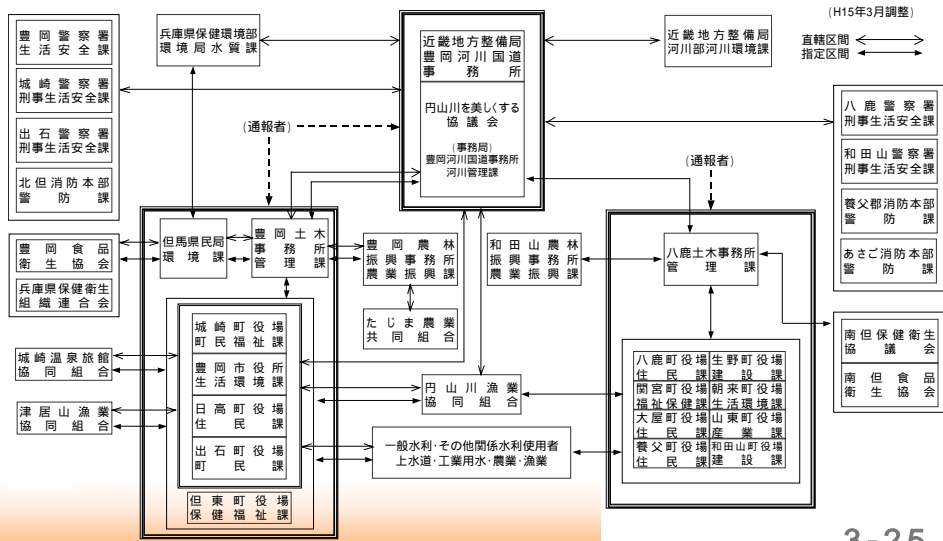 (H15年3月調整)
直轄区間
指定区間
豊岡警察署
生活安全課
城崎警察署
刑事生活安全課
出石警察署
刑事生活安全課
北但消防本部
警防課
兵庫県保健環境部
環境局水質課
近畿地方整備局
豊岡河川国道
事務所
円山川を美しくする
協議会
(事務局)
豊岡河川国道事務所
河川管理課
近畿地方整備局
河川部河川環境課
八鹿警察署
刑事生活安全課
和田山警察署
刑事生活安全課
養父郡消防本部
警防課
あさご消防本部
警防課
(通報者)
(通報者)
豊岡食品
衛生協会
兵庫県保健衛生
組織連合会
但馬県民局
環境課
豊岡土木
事務所
管理課
豊岡農林
振興事務所
農業振興課
和田山農林
振興事務所
農業振興課
八鹿土木事務所
管理課
たじま農業
共同組合
南但保健衛生
協議会
南但食品
衛生協会
城崎温泉旅館
協同組合
津居山漁業
協同組合
城崎町役場
町民福祉課
豊岡市役所
生活環境課
日高町役場
住民課
出石町役場
町民課
但東町役場
保健福祉課
円山川漁業
協同組合
一般水利・その他関係水利使用者
上水道・工業用水・農業・漁業
八鹿町役場
住民課
生野町役場
建設課
関宮町役場
福祉保健課
朝来町役場
生活環境課
大屋町役場
住民課
山東町役場
産業課
養父町役場
住民課
和田山町役場
建設課
3-25